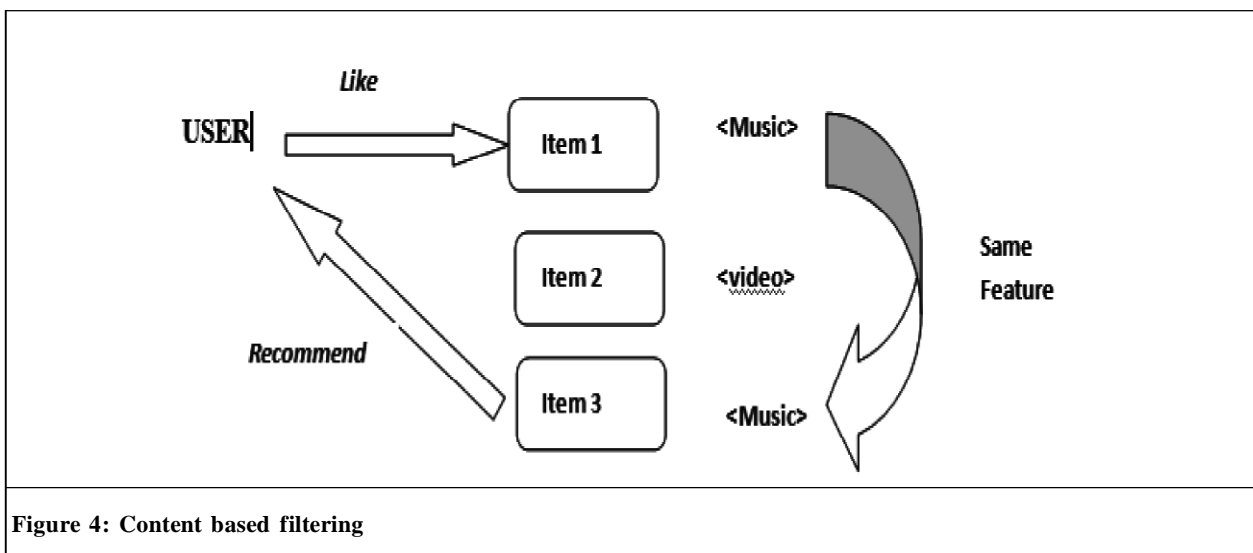 Like
USER
Item 1
<Music>
Item 2
<video>
Same
Feature
Recommend
Item 3
<Music>
Figure 4: Content based filtering